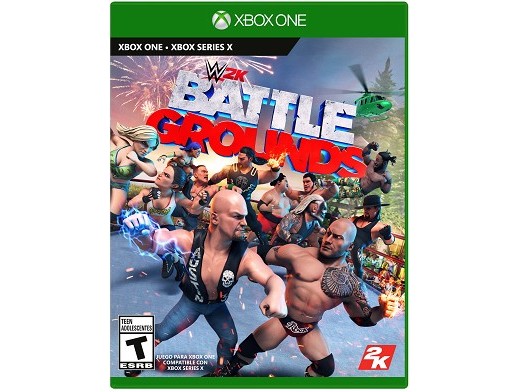 XBOX ONE
XBOX ONE • XBOX SERIES X
W2K
BATTLE
GROUNDS
TEEN
ADOLESCENTES
T
ESRB
JUEGO PARA XBOX ONE
COMPATIBLE CON
XBOX SERIES X
2K